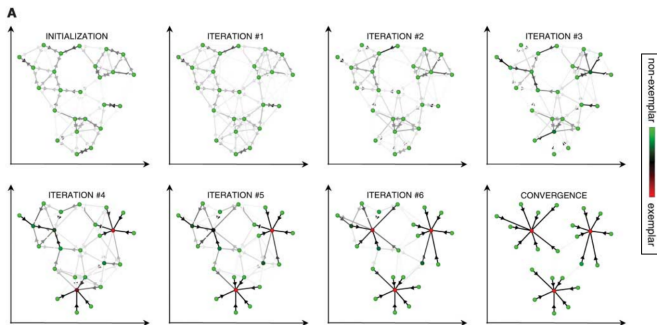 A
INITIALIZATION
ITERATION #1
ITERATION #2
ITERATION #3
non-exemplar
exemplar
ITERATION #4
ITERATION #5
ITERATION #6
CONVERGENCE